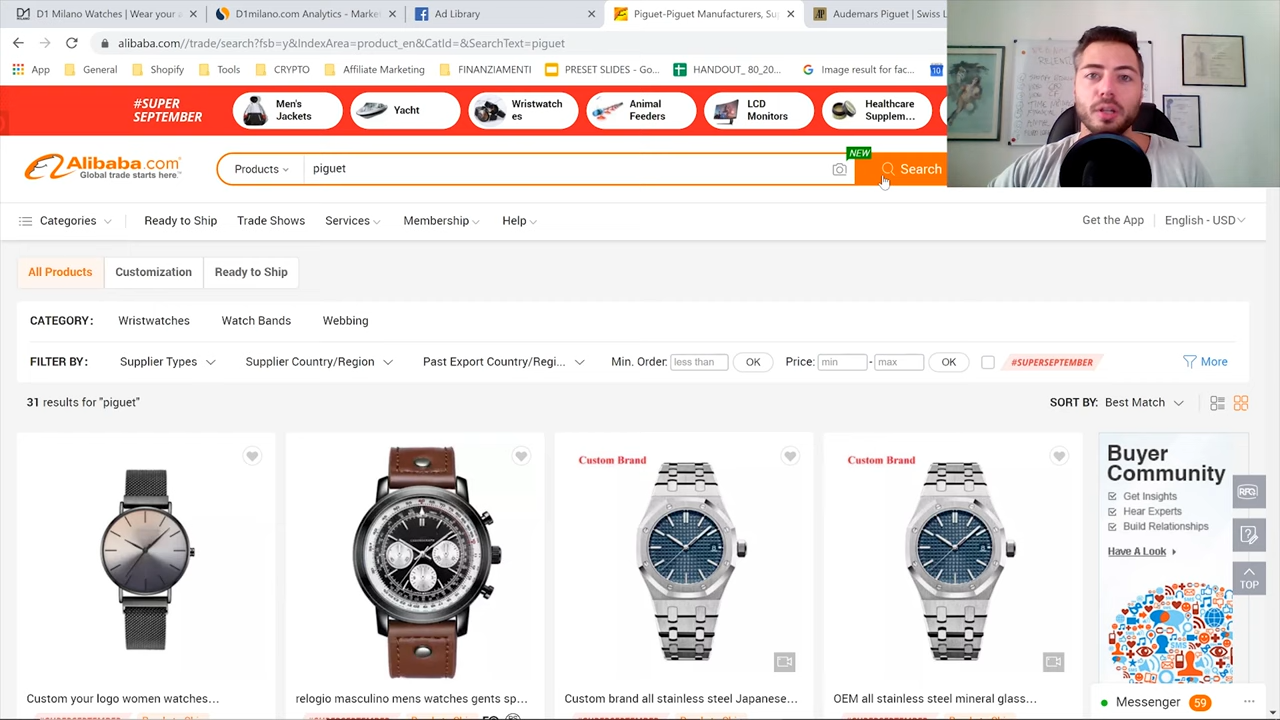 D1 Milano Watches | Wear your a
D1milano.com Analytics - Market
Ad Library
Piguet-Piguet Manufacturers, Sup
Audemars Piguet | Swiss L
alibaba.com//trade/search?fsb=y&IndexArea=product_en&CatId=&SearchText=piguet
App
General
Shopify
Tools
CRYPTO
Affiliate Marketing
FINANZIAMENTI
PRESET SLIDES - Go...
HANDOUT_ 80_20...
Image result for fac...
10
#SUPER
SEPTEMBER
Men's
Jackets
Yacht
Wristwatch
es
Animal
Feeders
LCD
Monitors
Healthcare
Supplem...
Alibaba.com
Global trade starts here.™
Products
piguet
NEW
Search
Categories
Ready to Ship
Trade Shows
Services
Membership
Help
Get the App
English - USD
All Products
Customization
Ready to Ship
CATEGORY:
Wristwatches
Watch Bands
Webbing
FILTER BY:
Supplier Types
Supplier Country/Region
Past Export Country/Regi...
Min. Order:
less than
OK
Price:
min
-
max
OK
#SUPERSEPTEMBER
More
31 results for "piguet"
SORT BY:
Best Match
Custom Brand
Custom Brand
Buyer
Community
Get Insights
Hear Experts
Build Relationships
Have A Look
RFQ
TOP
Custom your logo women watches...
relogio masculino mens watches gents sp...
Custom brand all stainless steel Japanese...
OEM all stainless steel mineral glass...
Messenger
59